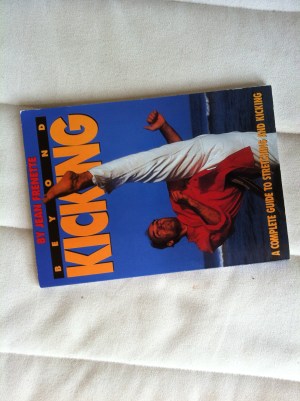 BY JEAN FRENETTE
BEYOND
KICKING
A COMPLETE GUIDE TO STRETCHING AND KICKING